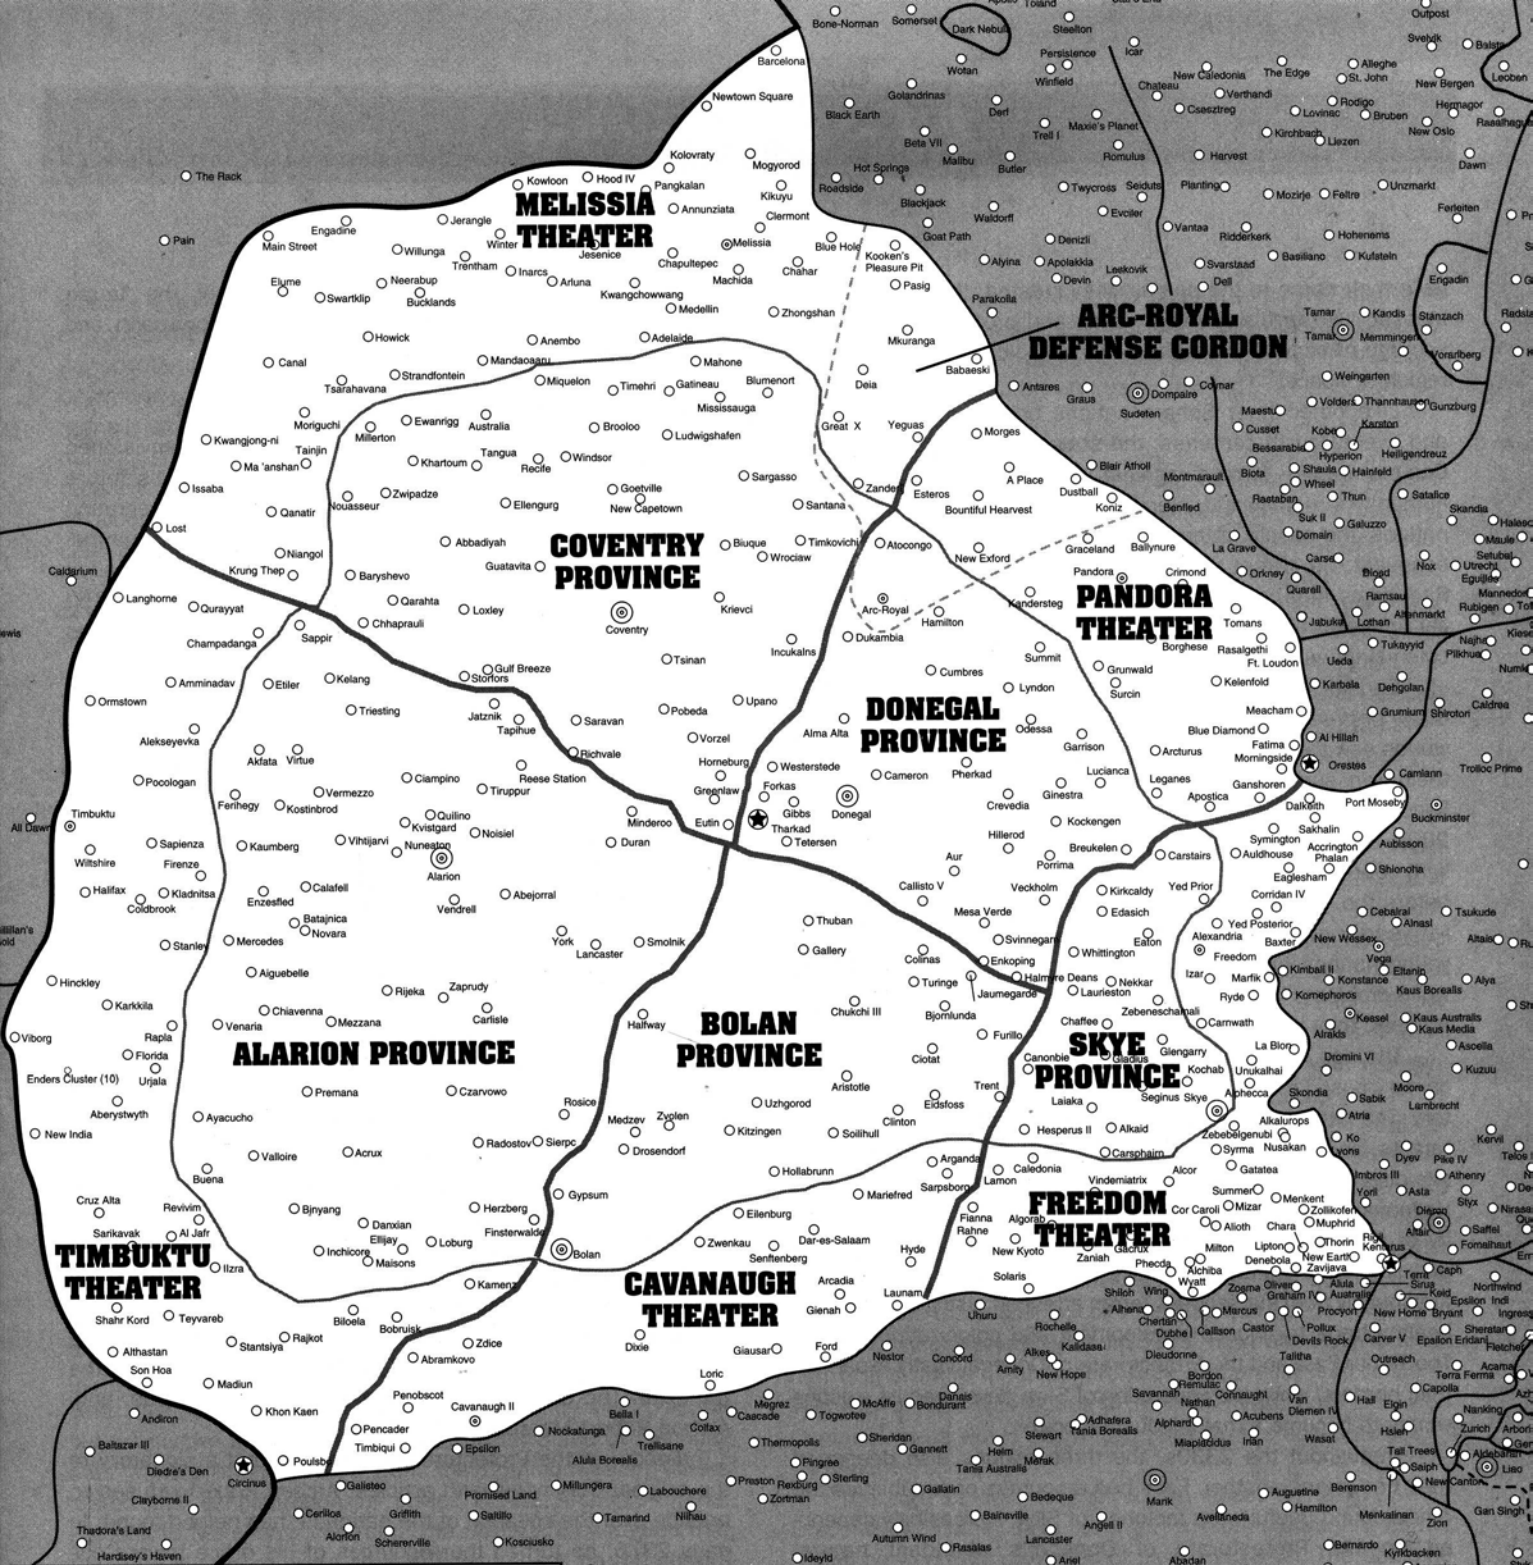 Bone-Norman
Somerset
Toland
Outpost
Dark Nebula
Steelton
Svelvik
Icar
Persistence
Barcelona
Wotan
Winfield
Chateau
New Caledonia
The Edge
Alleghe
St. John
New Bergen
Leoben
Newtown Square
Golandrinas
Verthandi
Rodigo
Hermagor
Black Earth
Ded
Csesztreg
Lovinac
Bruben
New Oslo
Maxie's Planet
Trell I
Kirchbach
Liezen
Beta VII
Malibu
Romulus
Kolovraty
Mogyorod
Butler
Harvest
Dawn
The Rack
Kowloon
Hood IV
Pangkalan
Kikuyu
Hot Springs
Roadside
Blackjack
Twycross
Seiduts
Planting
Mozirje
Feltre
Unzmarkt
MELISSIA
THEATER
Annunziata
Clermont
Waldorff
Evciler
Ferleiten
Jerangle
Engadine
Main Street
Pain
Winter
Jesenice
Melissia
Blue Hole
Goat Path
Denizli
Vantaa
Ridderkerk
Hohenems
Willunga
Trentham
Inarcs
Chapultepec
Machida
Chahar
Kooken's
Pleasure Pit
Alyina
Apolakkia
Devin
Leskovik
Svarstaad
Basiliano
Kufstein
Elume
Swartklip
Neerabup
Bucklands
Arluna
Kwangchowwang
Medellin
Zhongshan
Pasig
Parakoila
Dell
Engadin
ARC-ROYAL
DEFENSE CORDON
Tamar
Kandis
Stanzach
Memmingen
Vorarlberg
Howick
Anembo
Adelaide
Mkuranga
Canal
Mandaoaaru
Mahone
Babaeski
Tsarahavana
Strandfontein
Miquelon
Timehri
Gatineau
Mississauga
Blumenort
Deia
Antares
Graus
Sudeten
Dompaire
Colmar
Weingarten
Moriguchi
Millerton
Ewanrigg
Australia
Brooloo
Ludwigshafen
Great X
Yeguas
Morges
Maestu
Cusset
Volders
Thannhausen
Gunzburg
Kobe
Karston
Kwangjong-ni
Tainjin
Ma 'anshan
Khartoum
Tangua
Recife
Windsor
Bessarabia
Hyperion
Heiligendreuz
Issaba
Nouasseur
Zwipadze
Ellengurg
Goetville
New Capetown
Sargasso
Santana
Zanderij
Esteros
A Place
Bountiful Hearvest
Blair Atholl
Dustball
Koniz
Montmarault
Benfled
Biota
Shaula
Hainfeld
Wheel
Rastaban
Thun
Satalice
Lost
Qanatir
Suk II
Galuzzo
Skandia
Domain
La Grave
Niangol
Krung Thep
Abbadiyah
Guatavita
COVENTRY
PROVINCE
Biuque
Wrociaw
Timkovichi
Atocongo
New Exford
Graceland
Ballynure
Caldarium
Baryshevo
Pandora
Crimond
Orkney
Quarell
Nox
Utrecht
Langhorne
Qurayyat
Qarahta
Loxley
Coventry
Krievci
Arc-Royal
Hamilton
Kandersteg
PANDORA
THEATER
Tomans
Jabuka
Lothan
Ramsau
Rubigen
Champadanga
Sappir
Chhaprauli
Incukalns
Dukambia
Borghese
Rasalgethi
Ft. Loudon
Tukayyid
Ueda
Amminadav
Etiler
Kelang
Storfors
Gulf Breeze
Tsinan
Cumbres
Summit
Grunwald
Surcin
Kelenfold
Karbala
Dehgolan
Ormstown
Triesting
Jatznik
Tapihue
Saravan
Pobeda
Upano
Lyndon
Meacham
Grumium
Shiroton
Caldrea
Alekseyevka
Akfata
Virtue
Richvale
Vorzel
Alma Alta
DONEGAL
PROVINCE
Odessa
Garrison
Arcturus
Blue Diamond
Fatima
Morningside
Al Hillah
Orestes
Trolloc Prime
Pocologan
Ciampino
Reese Station
Horneburg
Greenlaw
Westerstede
Forkas
Cameron
Pherkad
Lucianca
Leganes
Ginestra
Ganshoren
Camlann
Ferihegy
Kostinbrod
Vermezzo
Tiruppur
Gibbs
Donegal
Crevedia
Apostica
Dalkeith
Port Moseby
Timbuktu
Quilino
Kvistgard
Noisiel
Minderoo
Eutin
Tharkad
Tetersen
Kockengen
Hillerod
Sakhalin
Buckminster
All Dawn
Wiltshire
Sapienza
Firenze
Kaumberg
Vihtijarvi
Nuneaton
Alarion
Duran
Aur
Porrima
Breukelen
Carstairs
Symington
Auldhouse
Accrington
Phalan
Aubisson
Eaglesham
Shionoha
Halifax
Coldbrook
Kladnitsa
Enzesfled
Calafell
Vendrell
Abejorral
Callisto V
Veckholm
Kirkcaldy
Yed Prior
Corridan IV
Batajnica
Novara
Mercedes
Stanley
York
Lancaster
Smolnik
Thuban
Gallery
Mesa Verde
Svinnegarn
Edasich
Eaton
Whittington
Yed Posterior
Alexandria
Freedom
Baxter
Cebalrai
New Wessex
Alnasl
Tsukude
Altais
Vega
Hinckley
Aiguebelle
Colinas
Enkoping
Halmyre Deans
Laurieston
Nekkar
Izar
Marfik
Kimball II
Konstance
Eltanin
Kaus Borealis
Alya
Karkkila
Rijeka
Zaprudy
Turinge
Jaumegarde
Zebeneschamali
Ryde
Komephoros
Rapla
Venaria
Chiavenna
Mezzana
Carlisle
Halfway
Chukchi III
Bjornlunda
Chaffee
Carnwath
Alrakis
Keasel
Kaus Australis
Kaus Media
Viborg
Florida
Urjala
ALARION PROVINCE
BOLAN
PROVINCE
Ciotat
Furillo
SKYE
PROVINCE
Canonbie
Gladius
Glengarry
La Blon
Dromini VI
Ascella
Enders Cluster (10)
Aberystwyth
Premana
Czarvowo
Aristotle
Trent
Kochab
Seginus
Skye
Unukalhai
Alphecca
Skondia
Kuzuu
Moore
Sabik
Lambrecht
New India
Ayacucho
Rosice
Medzev
Zvolen
Uzhgorod
Eidsfoss
Clinton
Laiaka
Atria
Radostov
Sierpc
Drosendorf
Kitzingen
Soilihull
Hesperus II
Alkaid
Zebebelgenubi
Alkalurops
Nusakan
Ko
Lyons
Kervil
Valloire
Acrux
Buena
Hollabrunn
Arganda
Sarpsborg
Caledonia
Lamon
Carsphairn
Syrma
Gatatea
Imbros III
Dyev
Pike IV
Athenry
Cruz Alta
Gypsum
Mariefred
Alcor
Vindemiatrix
Summer
Menkent
Yorii
Asta
Styx
Sarikavak
Revivim
Al Jafr
Bjnyang
Danxian
Ellijay
Herzberg
Finsterwalde
Eilenburg
FREEDOM
THEATER
Fianna
Rahne
Algorab
Cor Caroli
Mizar
Alioth
Zollikofen
Muphrid
Chara
Dieron
Altair
Saffel
TIMBUKTU
THEATER
Inchicore
Maisons
Loburg
Bolan
Zwenkau
Senftenberg
Dar-es-Salaam
Hyde
New Kyoto
Zaniah
Gacrux
Milton
Lipton
Thorin
Rigil
Kentarus
Fomalhaut
Ilzra
Kamenz
CAVANAUGH
THEATER
Arcadia
Gienah
Launam
Solaris
Phecda
Alchiba
Wyatt
Denebola
New Earth
Zavijava
Terra
Caph
Northwind
Shahr Kord
Teyvareb
Biloela
Bobruisk
Uhuru
Shiloh
Wing
Zosma
Oliver
Graham IV
Alula
Australis
Sirus
Keid
Epsilon Indi
Stantsiya
Rajkot
Zdice
Dixie
Giausar
Ford
Rochelle
Alhena
Chertan
Dubhe
Callison
Marcus
Castor
Pollux
Procyon
New Home
Bryant
Althastan
Abramkovo
Nestor
Concord
Kalidasa
Dieudonne
Devils Rock
Carver V
Epsilon Eridani
Sheratan
Son Hoa
Madiun
Loric
Alkes
Amity
New Hope
Talitha
Outreach
Terra Ferma
Acamar
Khon Kaen
Penobscot
Cavanaugh II
Megrez
Cascade
McAffe
Danais
Bondurant
Bordon
Remulac
Savannah
Connaught
Van
Diemen IV
Hall
Capolla
Andiron
Pencader
Timbiqui
Nockatunga
Bella I
Colfax
Togwotee
Nathan
Alphard
Acubens
Elgin
Nanking
Baltazar III
Diedre's Den
Circinus
Poulsbo
Epsilon
Alula Borealis
Trellisane
Thermopolis
Sheridan
Gannett
Stewart
Helm
Adhafera
Tania Borealis
Miaplacidus
Irian
Wasat
Hsien
Zurich
Tall Trees
Galisteo
Promised Land
Millungera
Labouchere
Preston
Pingree
Rexburg
Sterling
Tania Australis
Merak
Marik
Saiph
New Canton
Aldebaran
Liao
Clayborne II
Cerillos
Griffith
Saltillo
Tamarind
Nilhau
Zortman
Gallatin
Bedeque
Augustine
Hamilton
Berenson
Thadora's Land
Alorton
Schererville
Kosciusko
Bainsville
Angell II
Avellaneda
Menkalinan
Zion
Gan Singh
Hardisey's Haven
Ideyld
Autumn Wind
Rasalas
Lancaster
Ariel
Abadan
Bernardo
Kyrkbacken